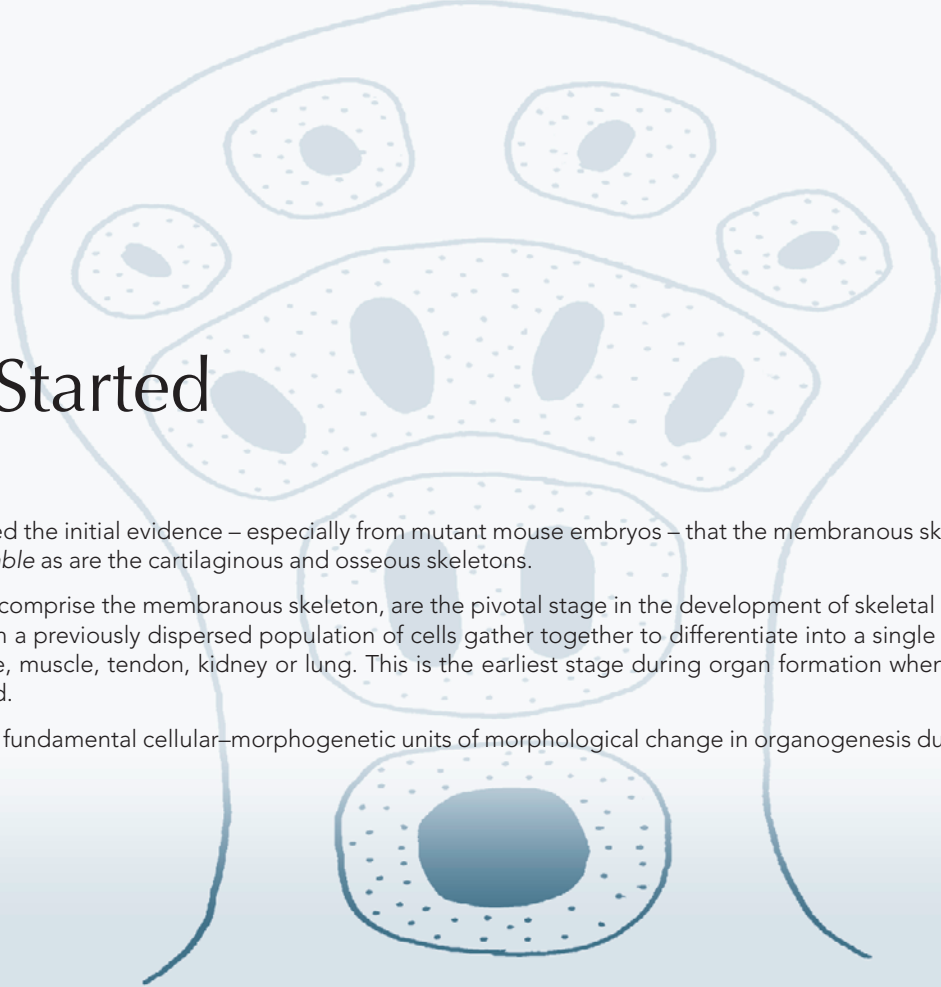 Started
ed the initial evidence – especially from mutant mouse embryos – that the membranous sk
ble as are the cartilaginous and osseous skeletons.
comprise the membranous skeleton, are the pivotal stage in the development of skeletal
n a previously dispersed population of cells gather together to differentiate into a single
e, muscle, tendon, kidney or lung. This is the earliest stage during organ formation when
d.
fundamental cellular–morphogenetic units of morphological change in organogenesis du